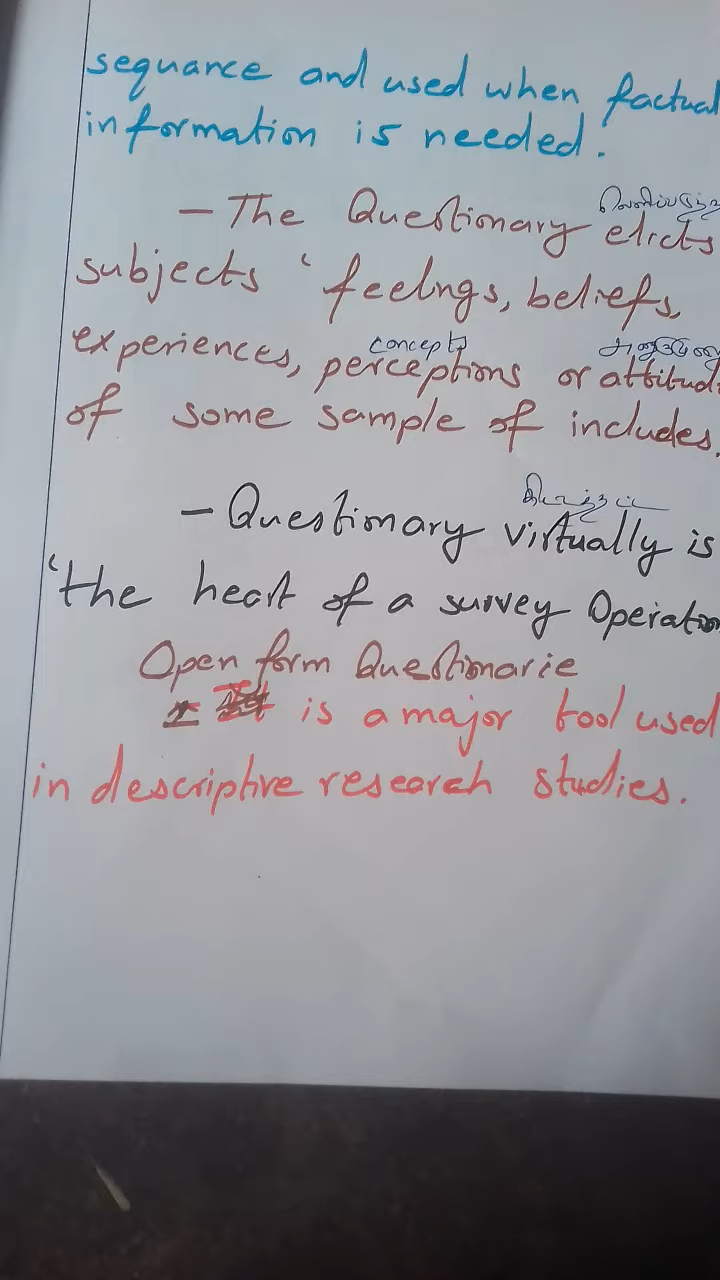 sequance and used when factual
information is needed.
- The Questionary elicts
subjects ' feelings, beliefs,
concepts
experiences, perceptions or attitud
of some sample of includes.
- Questionary virtually is
'the heart of a survey Operation
Open form Questionarie
is a major tool used
in descriptive research studies.